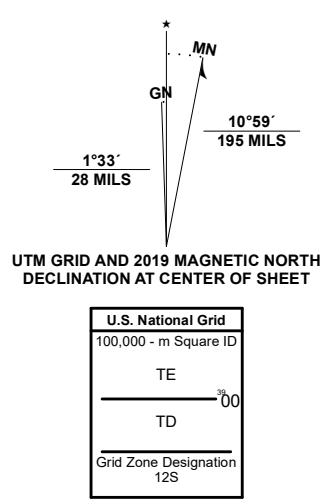 ★
MN
GN
10°59´
195 MILS
1°33´
28 MILS
UTM GRID AND 2019 MAGNETIC NORTH
DECLINATION AT CENTER OF SHEET
U.S. National Grid
100,000 - m Square ID
TE
39 00
TD
Grid Zone Designation
12S